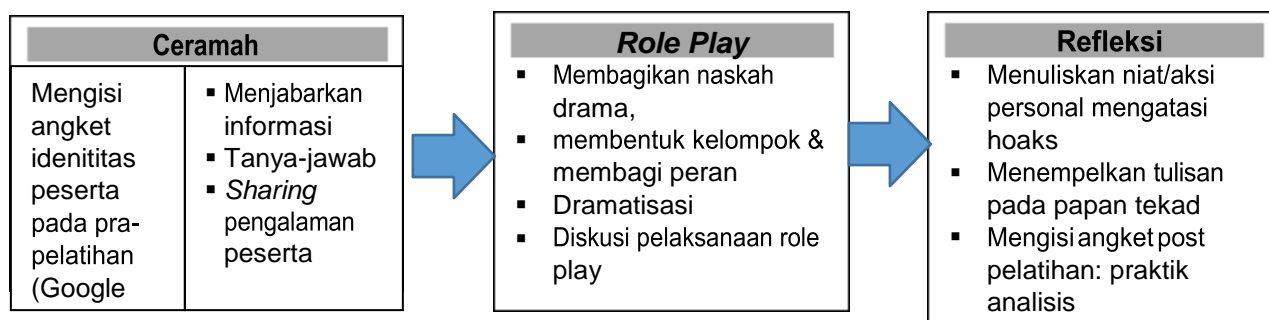 Ceramah
Mengisi
angket
idenititas
peserta
pada pra-
pelatihan
(Google
▪ Menjabarkan
informasi
▪ Tanya-jawab
▪ Sharing
pengalaman
peserta
Role Play
▪ Membagikan naskah
drama,
▪ membentuk kelompok &
membagi peran
▪ Dramatisasi
▪ Diskusi pelaksanaan role
play
Refleksi
▪ Menuliskan niat/aksi
personal mengatasi
hoaks
▪ Menempelkan tulisan
pada papan tekad
▪ Mengisi angket post
pelatihan: praktik
analisis